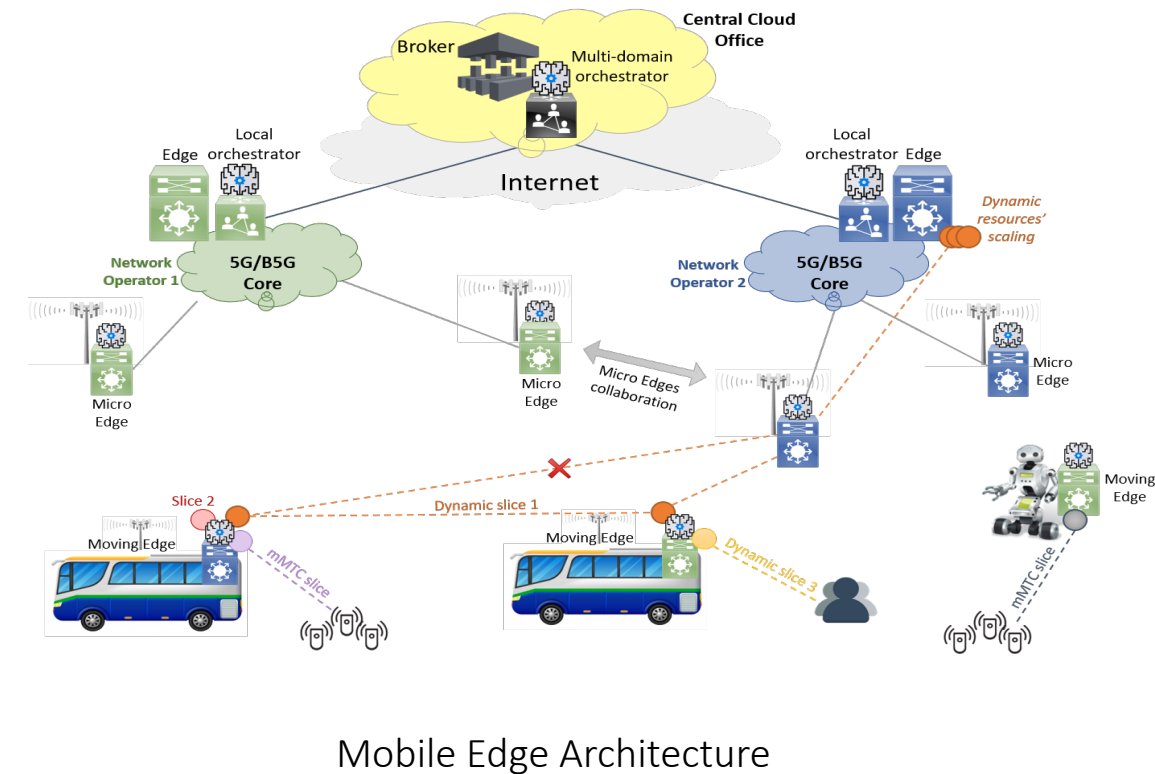 Central Cloud
Office
Broker
Multi-domain
orchestrator
Internet
Local
orchestrator
Edge
Local
orchestrator
Edge
Dynamic
resources’
scaling
Network
Operator 1
5G/B5G
Core
Network
Operator 2
5G/B5G
Core
Micro
Edge
Micro
Edge
Micro Edges
collaboration
Micro
Edge
Moving
Edge
Slice 2
Dynamic slice 1
Moving Edge
Moving Edge
mMTC slice
Dynamic slice 3
mMTC slice
Mobile Edge Architecture